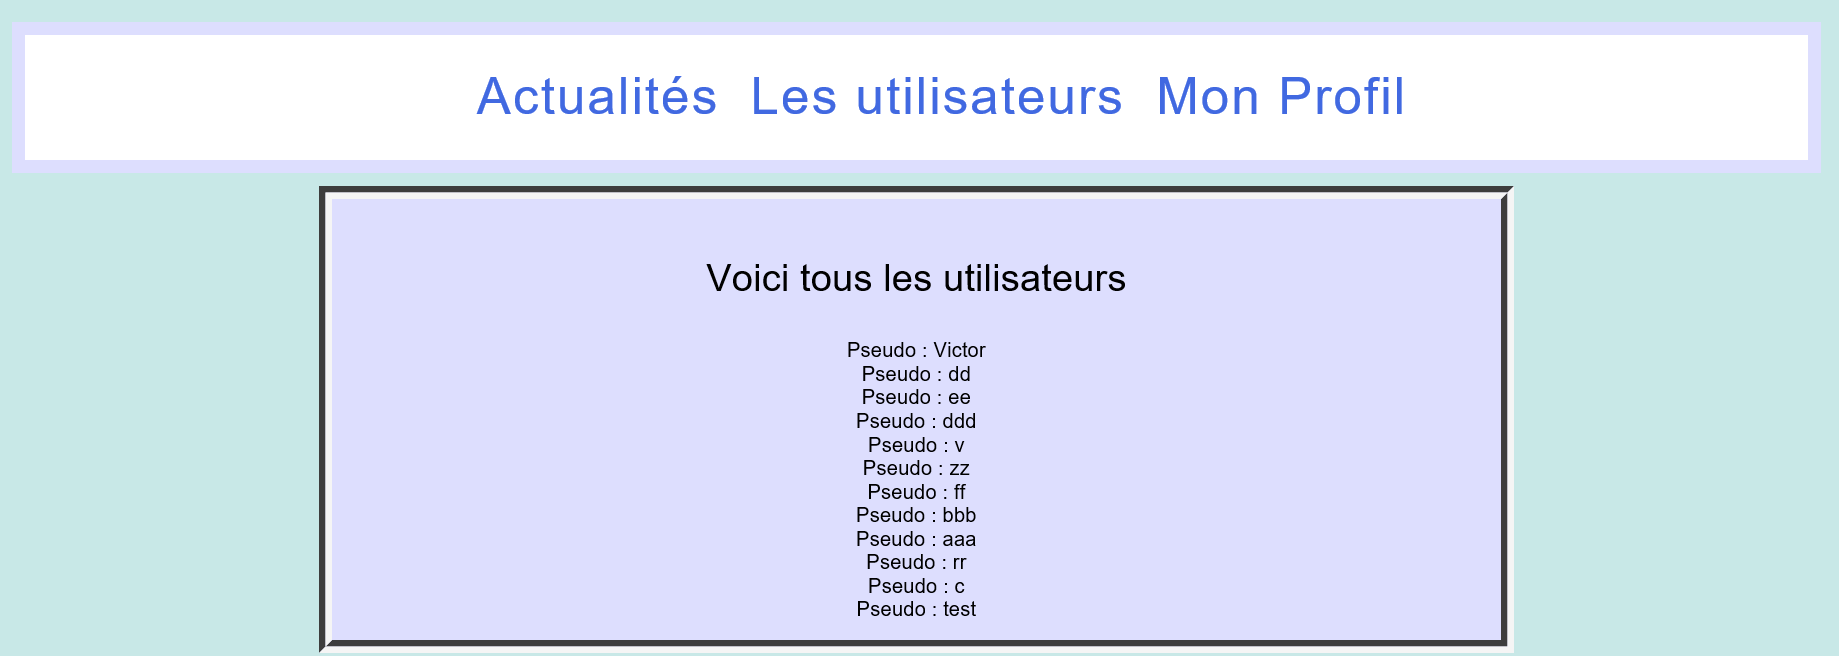 Actualités Les utilisateurs Mon Profil
Voici tous les utilisateurs
Pseudo : Victor
Pseudo : dd
Pseudo : ee
Pseudo : ddd
Pseudo : v
Pseudo : zz
Pseudo : ff
Pseudo : bbb
Pseudo : aaa
Pseudo : rr
Pseudo : c
Pseudo : test